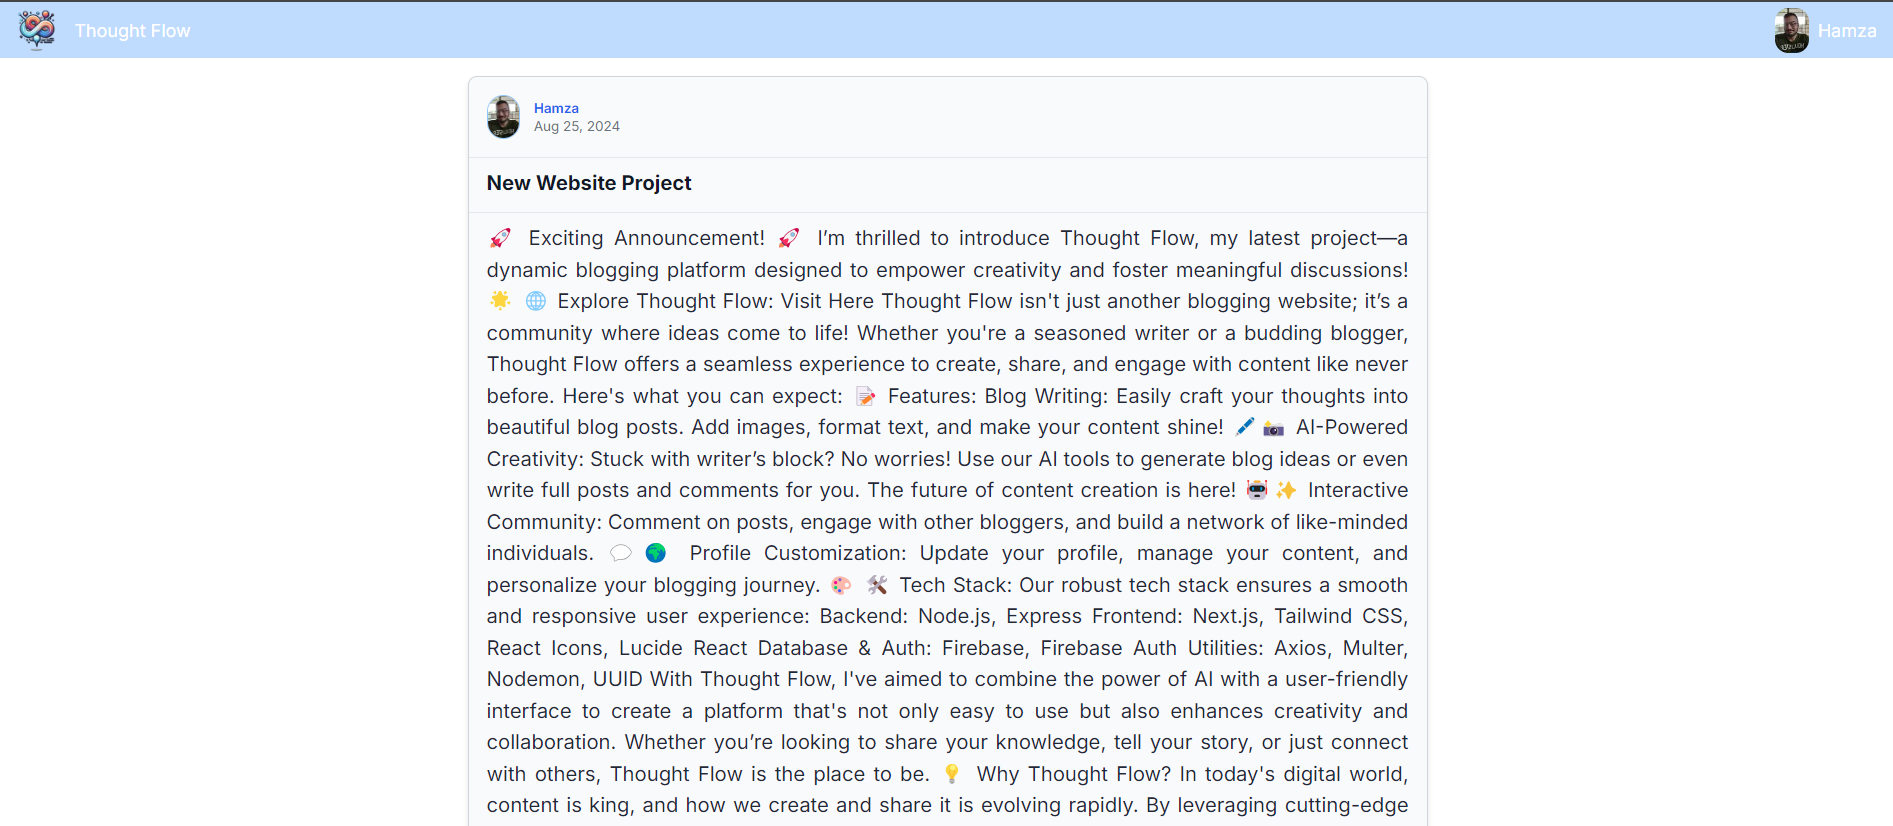 Thought Flow
Hamza
Hamza
Aug 25, 2024
New Website Project
🚀 Exciting Announcement! 🚀 I’m thrilled to introduce Thought Flow, my latest project—a
dynamic blogging platform designed to empower creativity and foster meaningful discussions!
🌟 🌐 Explore Thought Flow: Visit Here Thought Flow isn't just another blogging website; it’s a
community where ideas come to life! Whether you're a seasoned writer or a budding blogger,
Thought Flow offers a seamless experience to create, share, and engage with content like never
before. Here's what you can expect: 📝 Features: Blog Writing: Easily craft your thoughts into
beautiful blog posts. Add images, format text, and make your content shine! 🖊️📸 AI-Powered
Creativity: Stuck with writer’s block? No worries! Use our AI tools to generate blog ideas or even
write full posts and comments for you. The future of content creation is here! 🤖✨ Interactive
Community: Comment on posts, engage with other bloggers, and build a network of like-minded
individuals. 💬🌍 Profile Customization: Update your profile, manage your content, and
personalize your blogging journey. 🎨 🛠️ Tech Stack: Our robust tech stack ensures a smooth
and responsive user experience: Backend: Node.js, Express Frontend: Next.js, Tailwind CSS,
React Icons, Lucide React Database & Auth: Firebase, Firebase Auth Utilities: Axios, Multer,
Nodemon, UUID With Thought Flow, I've aimed to combine the power of AI with a user-friendly
interface to create a platform that's not only easy to use but also enhances creativity and
collaboration. Whether you’re looking to share your knowledge, tell your story, or just connect
with others, Thought Flow is the place to be. 💡 Why Thought Flow? In today's digital world,
content is king, and how we create and share it is evolving rapidly. By leveraging cutting-edge